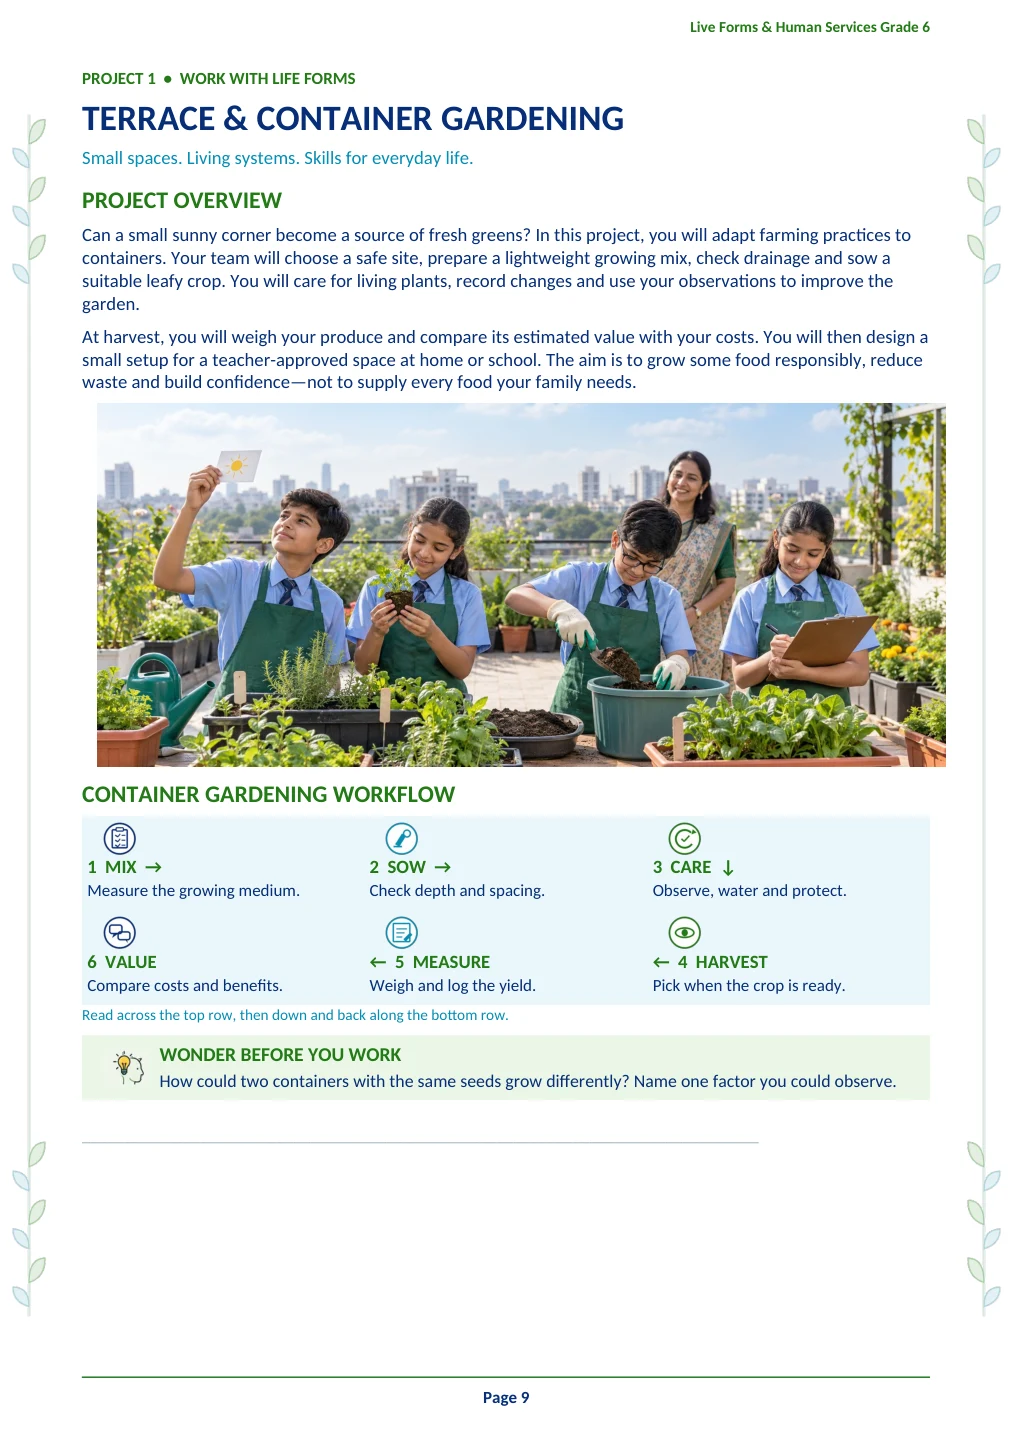 Live Forms & Human Services Grade 6
PROJECT 1 ● WORK WITH LIFE FORMS
TERRACE & CONTAINER GARDENING
Small spaces. Living systems. Skills for everyday life.
PROJECT OVERVIEW
Can a small sunny corner become a source of fresh greens? In this project, you will adapt farming practices to
containers. Your team will choose a safe site, prepare a lightweight growing mix, check drainage and sow a
suitable leafy crop. You will care for living plants, record changes and use your observations to improve the
garden.
At harvest, you will weigh your produce and compare its estimated value with your costs. You will then design a
small setup for a teacher-approved space at home or school. The aim is to grow some food responsibly, reduce
waste and build confidence—not to supply every food your family needs.
CONTAINER GARDENING WORKFLOW
1 MIX →
Measure the growing medium.
2 SOW →
Check depth and spacing.
3 CARE ↓
Observe, water and protect.
6 VALUE
Compare costs and benefits.
← 5 MEASURE
Weigh and log the yield.
← 4 HARVEST
Pick when the crop is ready.
Read across the top row, then down and back along the bottom row.
WONDER BEFORE YOU WORK
How could two containers with the same seeds grow differently? Name one factor you could observe.
Page 9